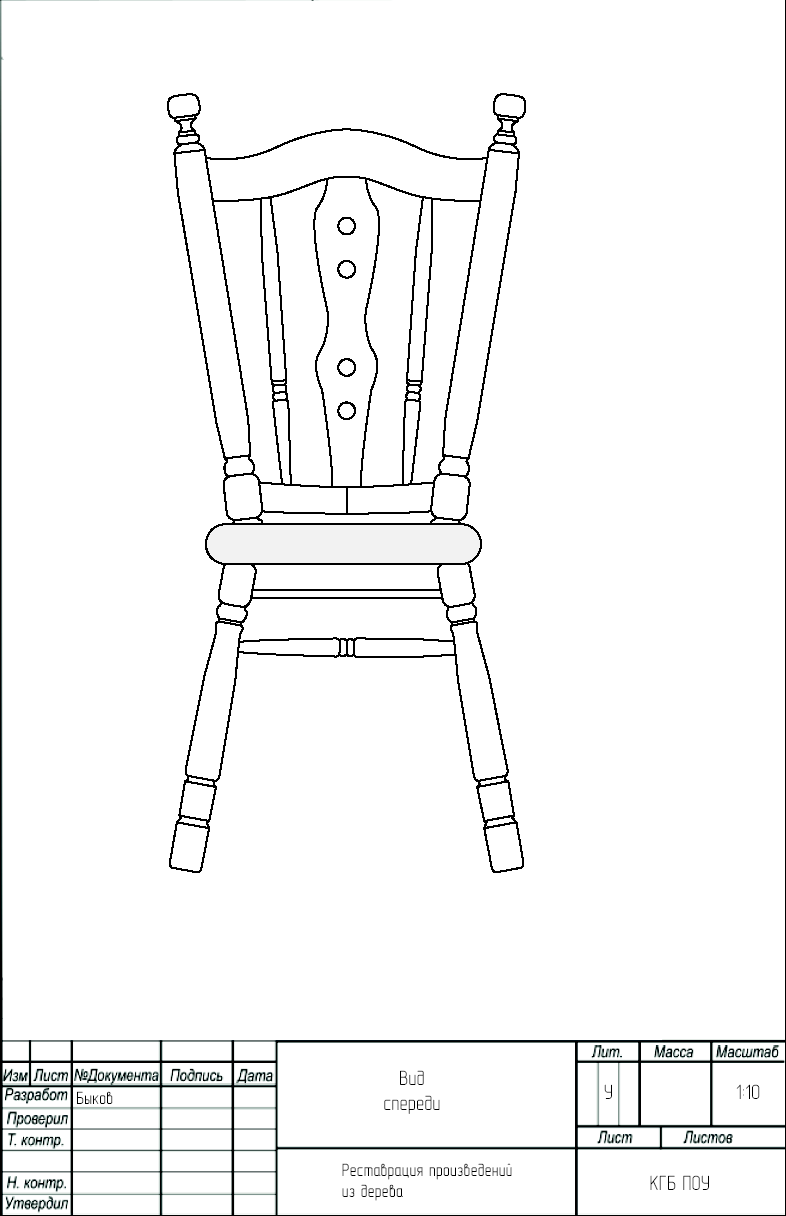 Лит. Масса Масштаб
Изм Лист №Документа Подпись Дата
Разработ Быков
Вид
спереди
У 1:10
Проверил
Т. контр.
Лист Листов
Реставрация произведений
из дерева
КГБ ПОУ
Н. контр.
Утвердил